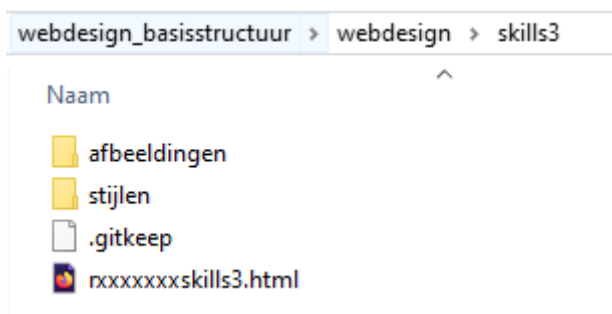 webdesign_basisstructuur > webdesign > skills3
Naam
afbeeldingen
stijlen
.gitkeep
rxxxxxxxskills3.html